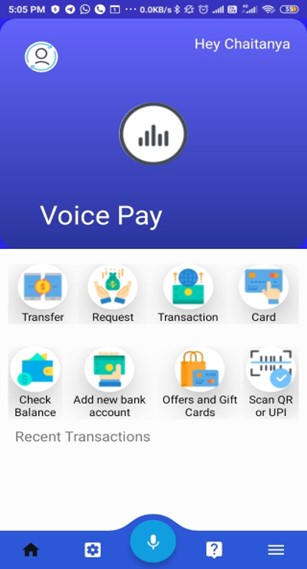 5:05 PM 0.0KB/s
Hey Chaitanya
Voice Pay
Transfer Request Transaction Card
Check Balance Add new bank account Offers and Gift Cards Scan QR or UPI
Recent Transactions